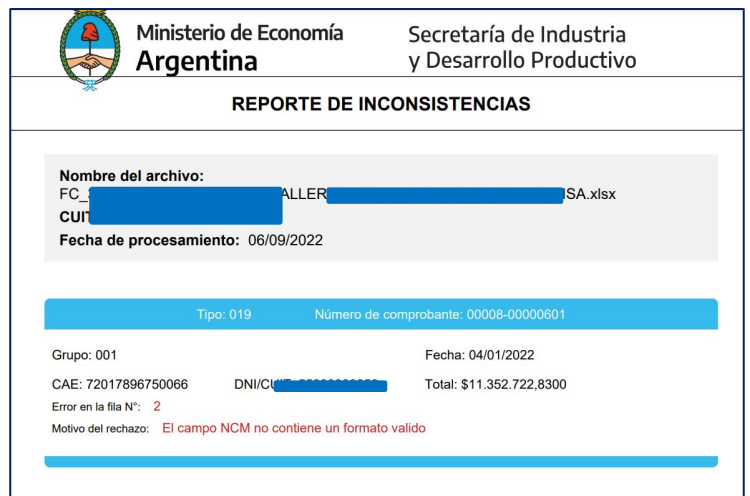 Ministerio de Economía
Argentina
Secretaría de Industria
y Desarrollo Productivo
REPORTE DE INCONSISTENCIAS
Nombre del archivo:
FC_ ALLER ISA.xlsx
CUIT
Fecha de procesamiento: 06/09/2022
Tipo: 019 Número de comprobante: 00008-00000601
Grupo: 001 Fecha: 04/01/2022
CAE: 72017896750066 DNI/CUIT: Total: $11.352.722,8300
Error en la fila N°: 2
Motivo del rechazo: El campo NCM no contiene un formato valido